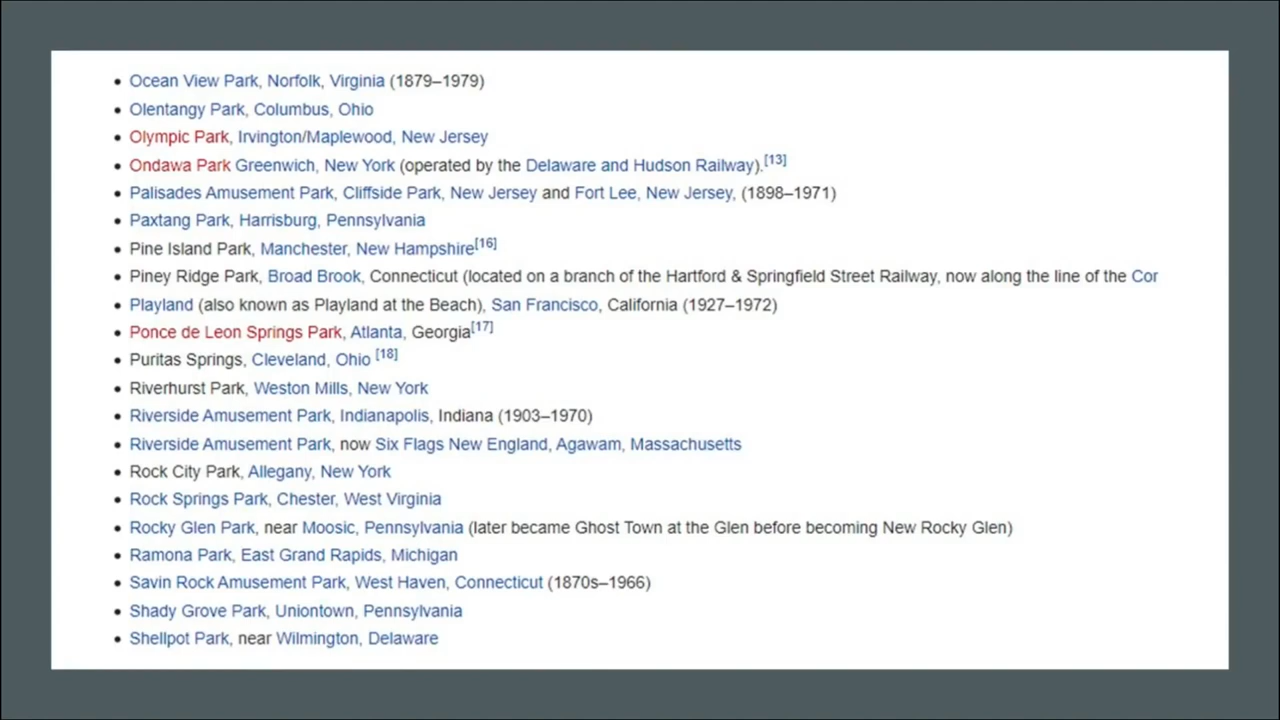 • Ocean View Park, Norfolk, Virginia (1879–1979)
• Olentangy Park, Columbus, Ohio
• Olympic Park, Irvington/Maplewood, New Jersey
• Ondawa Park Greenwich, New York (operated by the Delaware and Hudson Railway).[13]
• Palisades Amusement Park, Cliffside Park, New Jersey and Fort Lee, New Jersey, (1898–1971)
• Paxtang Park, Harrisburg, Pennsylvania
• Pine Island Park, Manchester, New Hampshire[16]
• Piney Ridge Park, Broad Brook, Connecticut (located on a branch of the Hartford & Springfield Street Railway, now along the line of the Cor
• Playland (also known as Playland at the Beach), San Francisco, California (1927–1972)
• Ponce de Leon Springs Park, Atlanta, Georgia[17]
• Puritas Springs, Cleveland, Ohio [18]
• Riverhurst Park, Weston Mills, New York
• Riverside Amusement Park, Indianapolis, Indiana (1903–1970)
• Riverside Amusement Park, now Six Flags New England, Agawam, Massachusetts
• Rock City Park, Allegany, New York
• Rock Springs Park, Chester, West Virginia
• Rocky Glen Park, near Moosic, Pennsylvania (later became Ghost Town at the Glen before becoming New Rocky Glen)
• Ramona Park, East Grand Rapids, Michigan
• Savin Rock Amusement Park, West Haven, Connecticut (1870s–1966)
• Shady Grove Park, Uniontown, Pennsylvania
• Shellpot Park, near Wilmington, Delaware